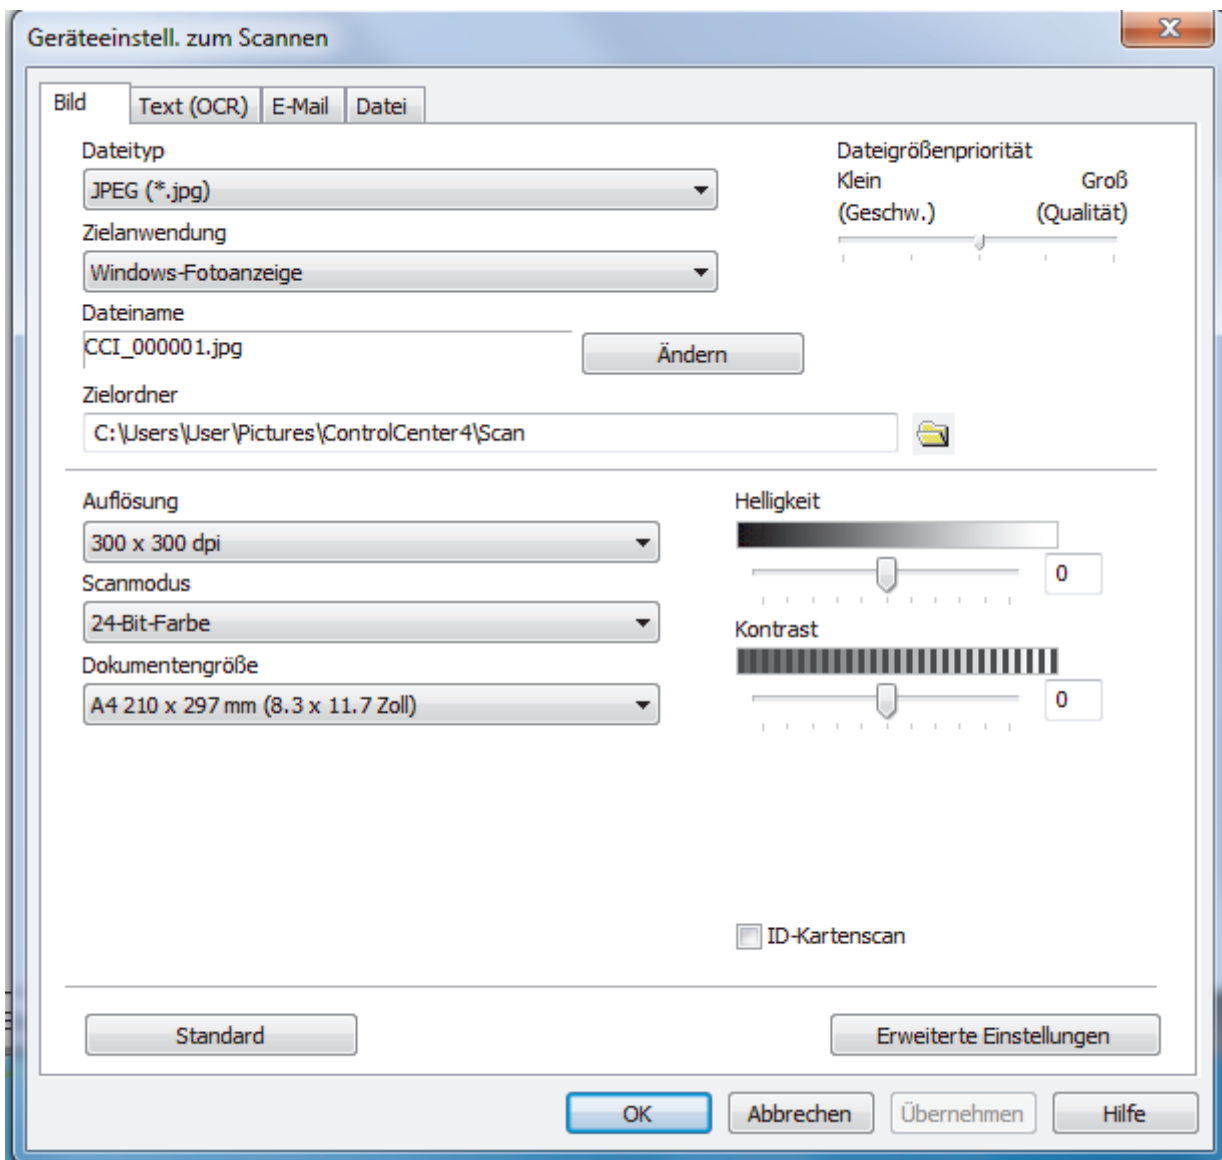 Geräteeinstell. zum Scannen
Bild Text (OCR) E-Mail Datei
Dateityp
JPEG (*.jpg)
Zielanwendung
Windows-Fotoanzeige
Dateiname
CCI_000001.jpg
Ändern
Zielordner
C:\Users\User\Pictures\ControlCenter4\Scan
Dateigrößenpriorität
Klein Groß
(Geschw.) (Qualität)
Auflösung
300 x 300 dpi
Scanmodus
24-Bit-Farbe
Dokumentengröße
A4 210 x 297 mm (8.3 x 11.7 Zoll)
Helligkeit
0
Kontrast
0
ID-Kartenscan
Standard Erweiterte Einstellungen
OK Abbrechen Übernehmen Hilfe